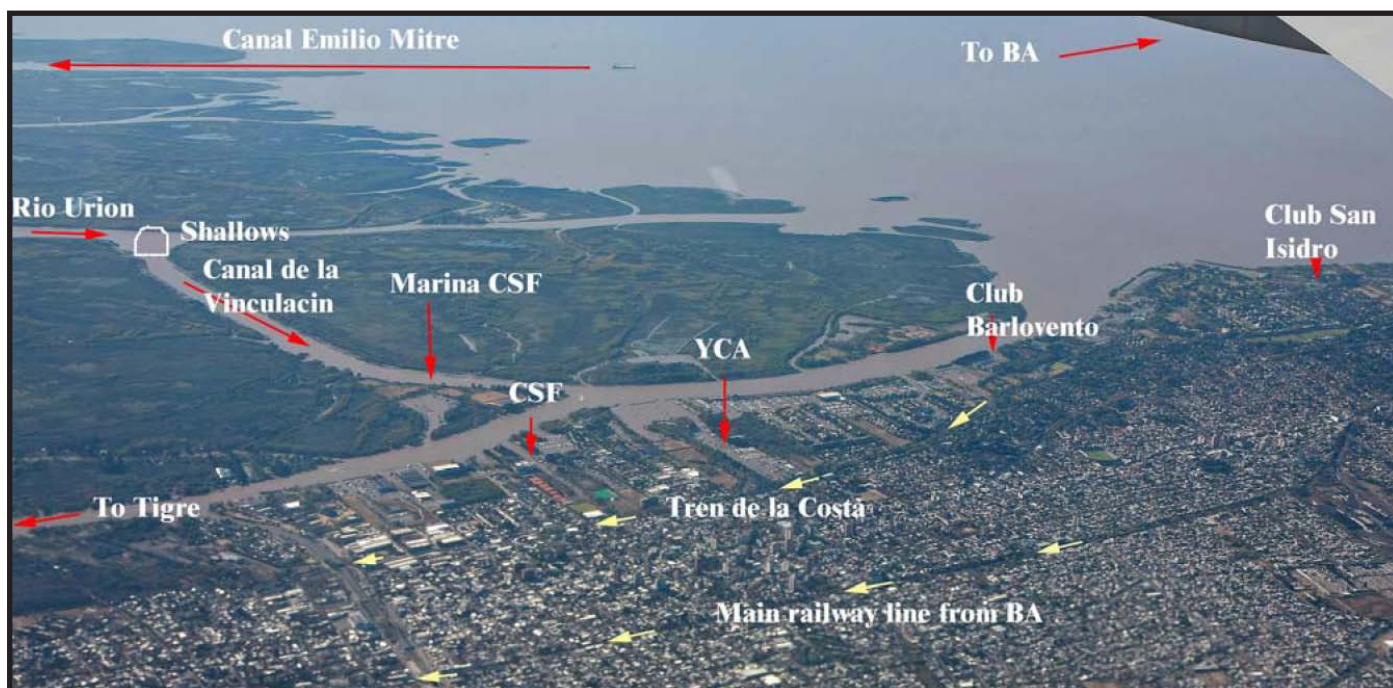 Canal Emilio Mitre
To BA
Rio Urion
Shallows
Club San
Isidro
Canal de la
Vinculacin
Marina CSF
Club
Barlovento
YCA
CSF
To Tigre
Tren de la Costa
Main railway line from BA